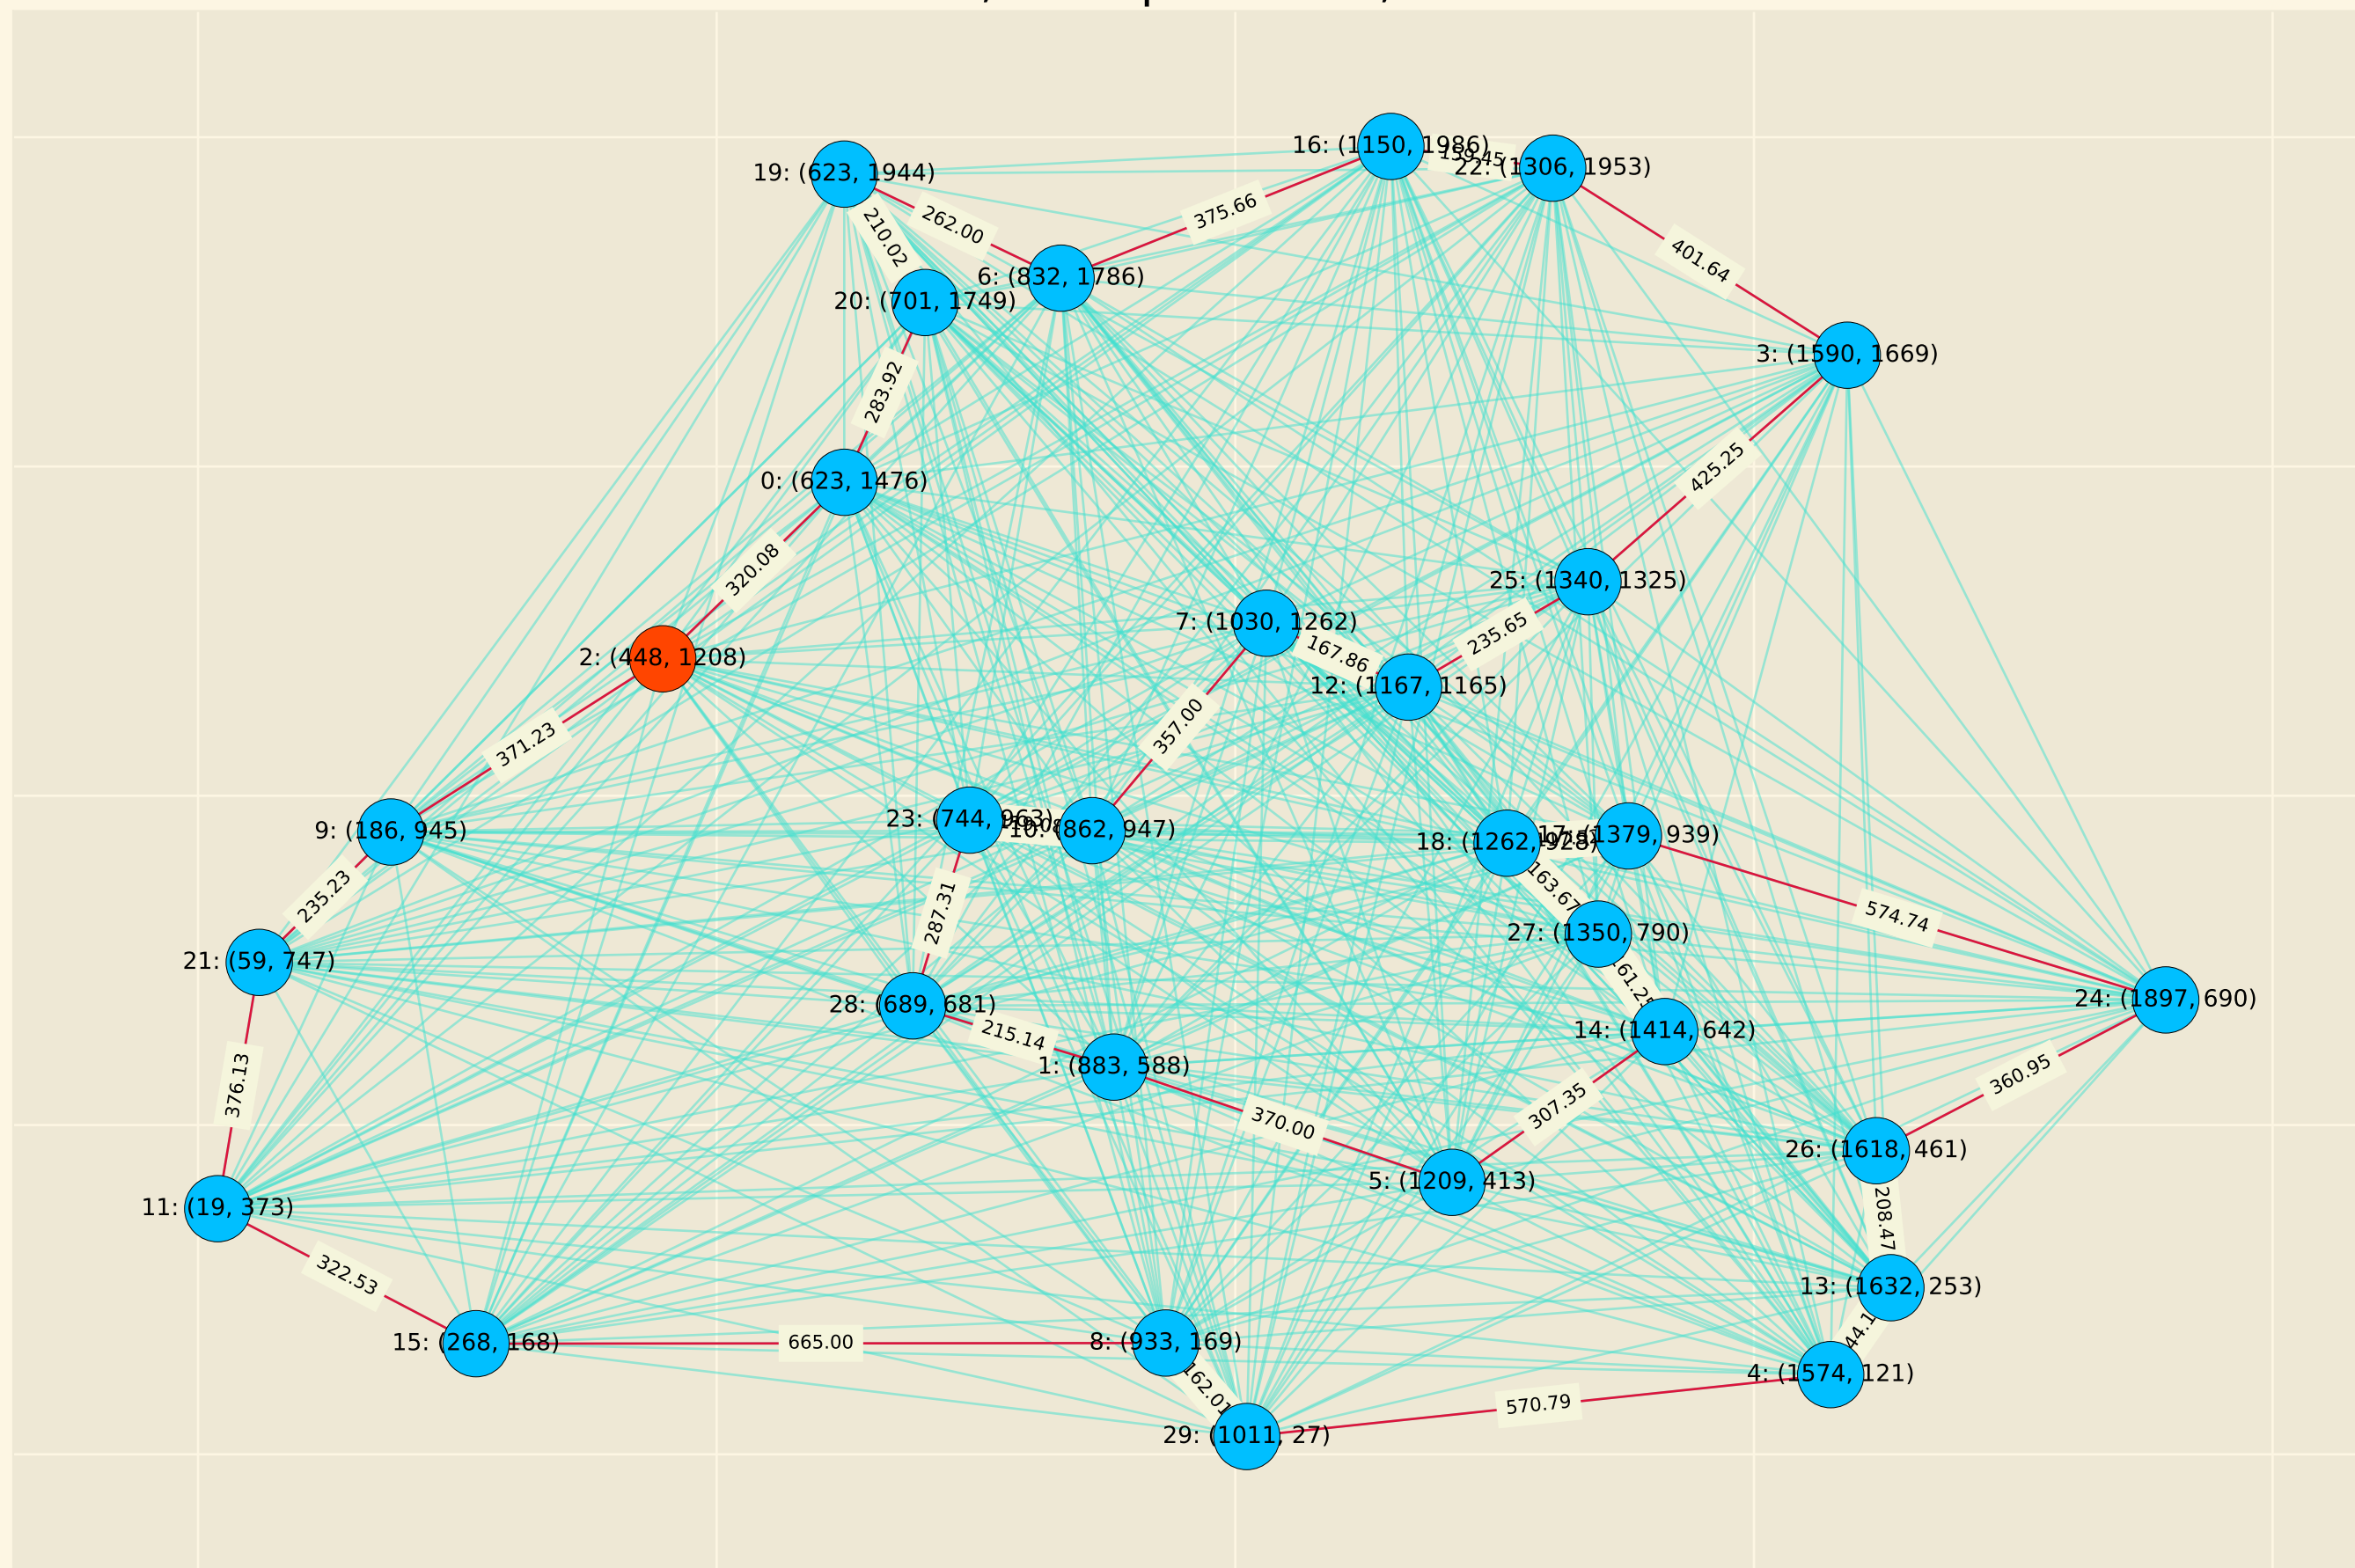 16: (1150, 1986)
159.45
22: (1306, 1953)
19: (623, 1944)
210.02
262.00
375.66
401.64
6: (832, 1786)
20: (701, 1749)
3: (1590, 1669)
283.92
425.25
0: (623, 1476)
320.08
25: (1340, 1325)
7: (1030, 1262)
235.65
167.86
2: (448, 1208)
12: (1167, 1165)
357.00
371.23
23: (744, 963)
10: (862, 947)
9: (186, 945)
17: (1379, 939)
18: (1262, 928)
163.67
235.23
287.31
574.74
27: (1350, 790)
21: (59, 747)
24: (1897, 690)
28: (689, 681)
215.14
14: (1414, 642)
1: (883, 588)
376.13
360.95
307.35
370.00
26: (1618, 461)
5: (1209, 413)
11: (19, 373)
208.47
322.53
13: (1632, 253)
15: (268, 168)
665.00
8: (933, 169)
162.01
4: (1574, 121)
570.79
29: (1011, 27)